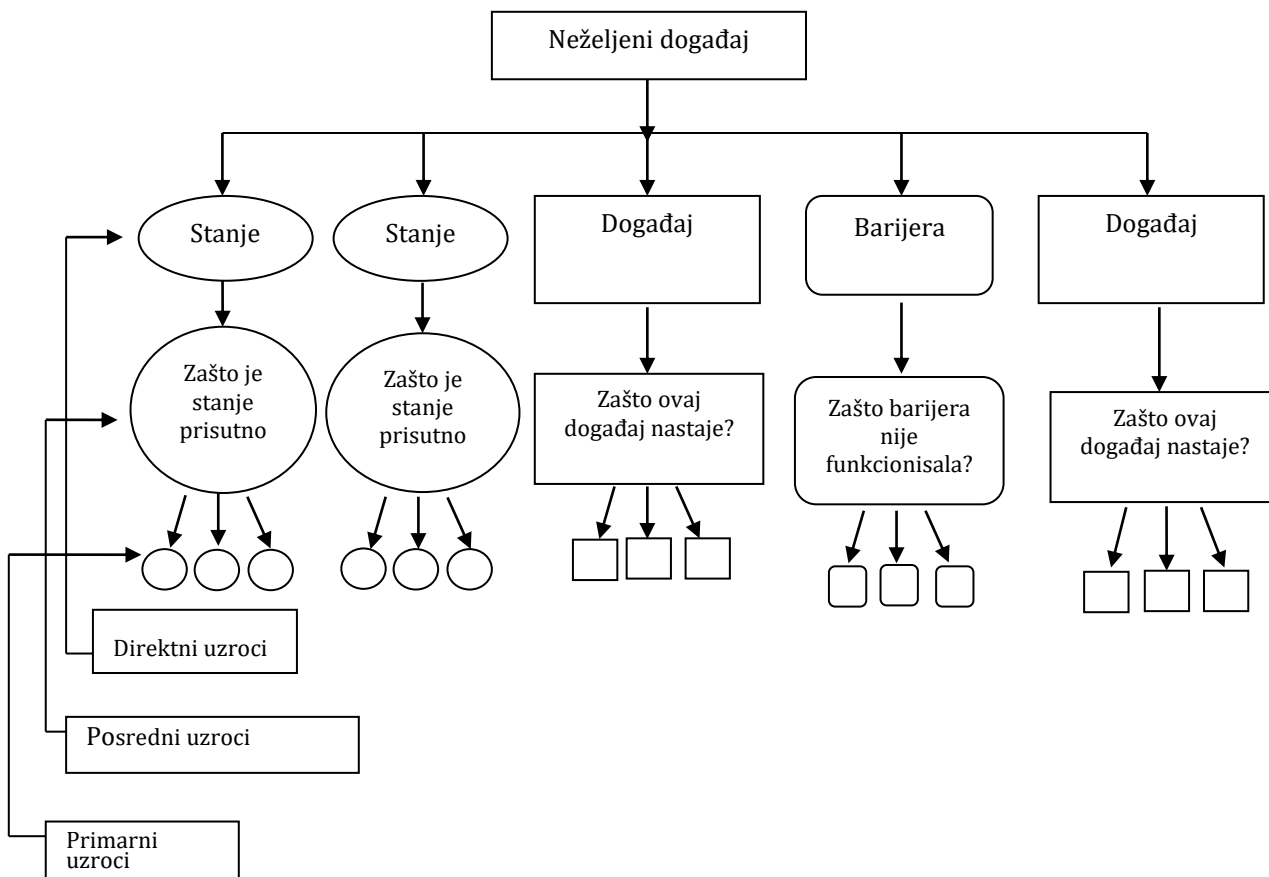 Neželjeni događaj
Stanje
Stanje
Događaj
Barijera
Događaj
Zašto je
stanje
prisutno
Zašto je
stanje
prisutno
Zašto ovaj
događaj nastaje?
Zašto barijera
nije
funkcionisala?
Zašto ovaj
događaj nastaje?
Direktni uzroci
Posredni uzroci
Primarni
uzroci